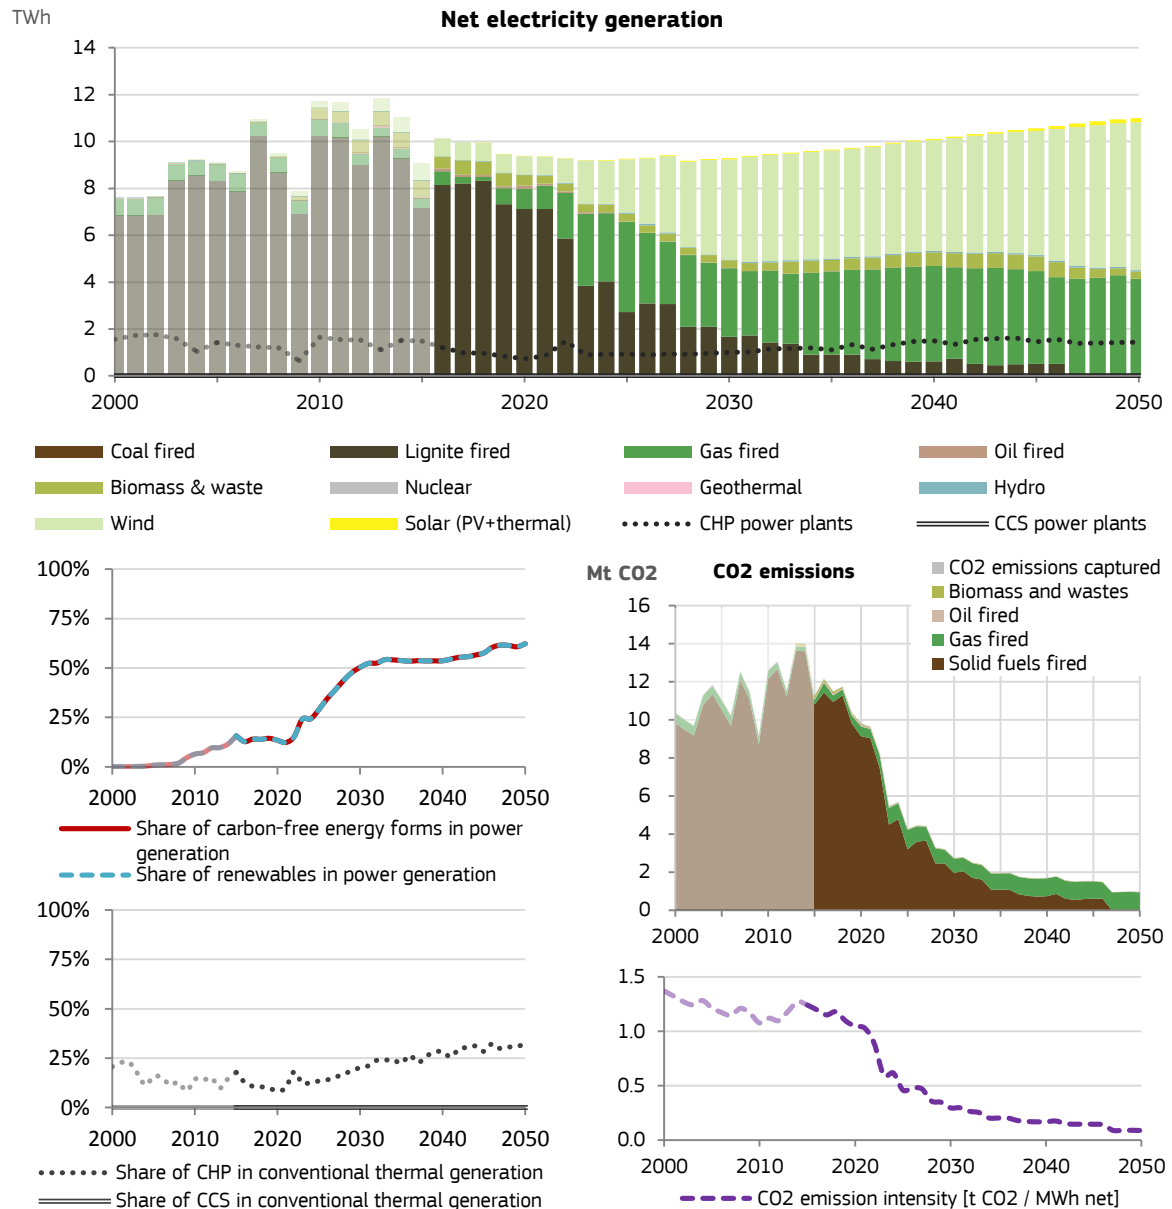 TWh
Net electricity generation
14
12
10
8
6
4
2
0
2000 2010 2020 2030 2040 2050
Coal fired Lignite fired Gas fired Oil fired
Biomass & waste Nuclear Geothermal Hydro
Wind Solar (PV+thermal) CHP power plants CCS power plants
100%
75%
50%
25%
0%
2000 2010 2020 2030 2040 2050
Share of carbon-free energy forms in power
generation
Share of renewables in power generation
Mt CO2 CO2 emissions
CO2 emissions captured
Biomass and wastes
Oil fired
Gas fired
Solid fuels fired
16
14
12
10
8
6
4
2
0
2000 2010 2020 2030 2040 2050
100%
75%
50%
25%
0%
2000 2010 2020 2030 2040 2050
Share of CHP in conventional thermal generation
Share of CCS in conventional thermal generation
1.5
1.0
0.5
0.0
2000 2010 2020 2030 2040 2050
CO2 emission intensity [t CO2 / MWh net]